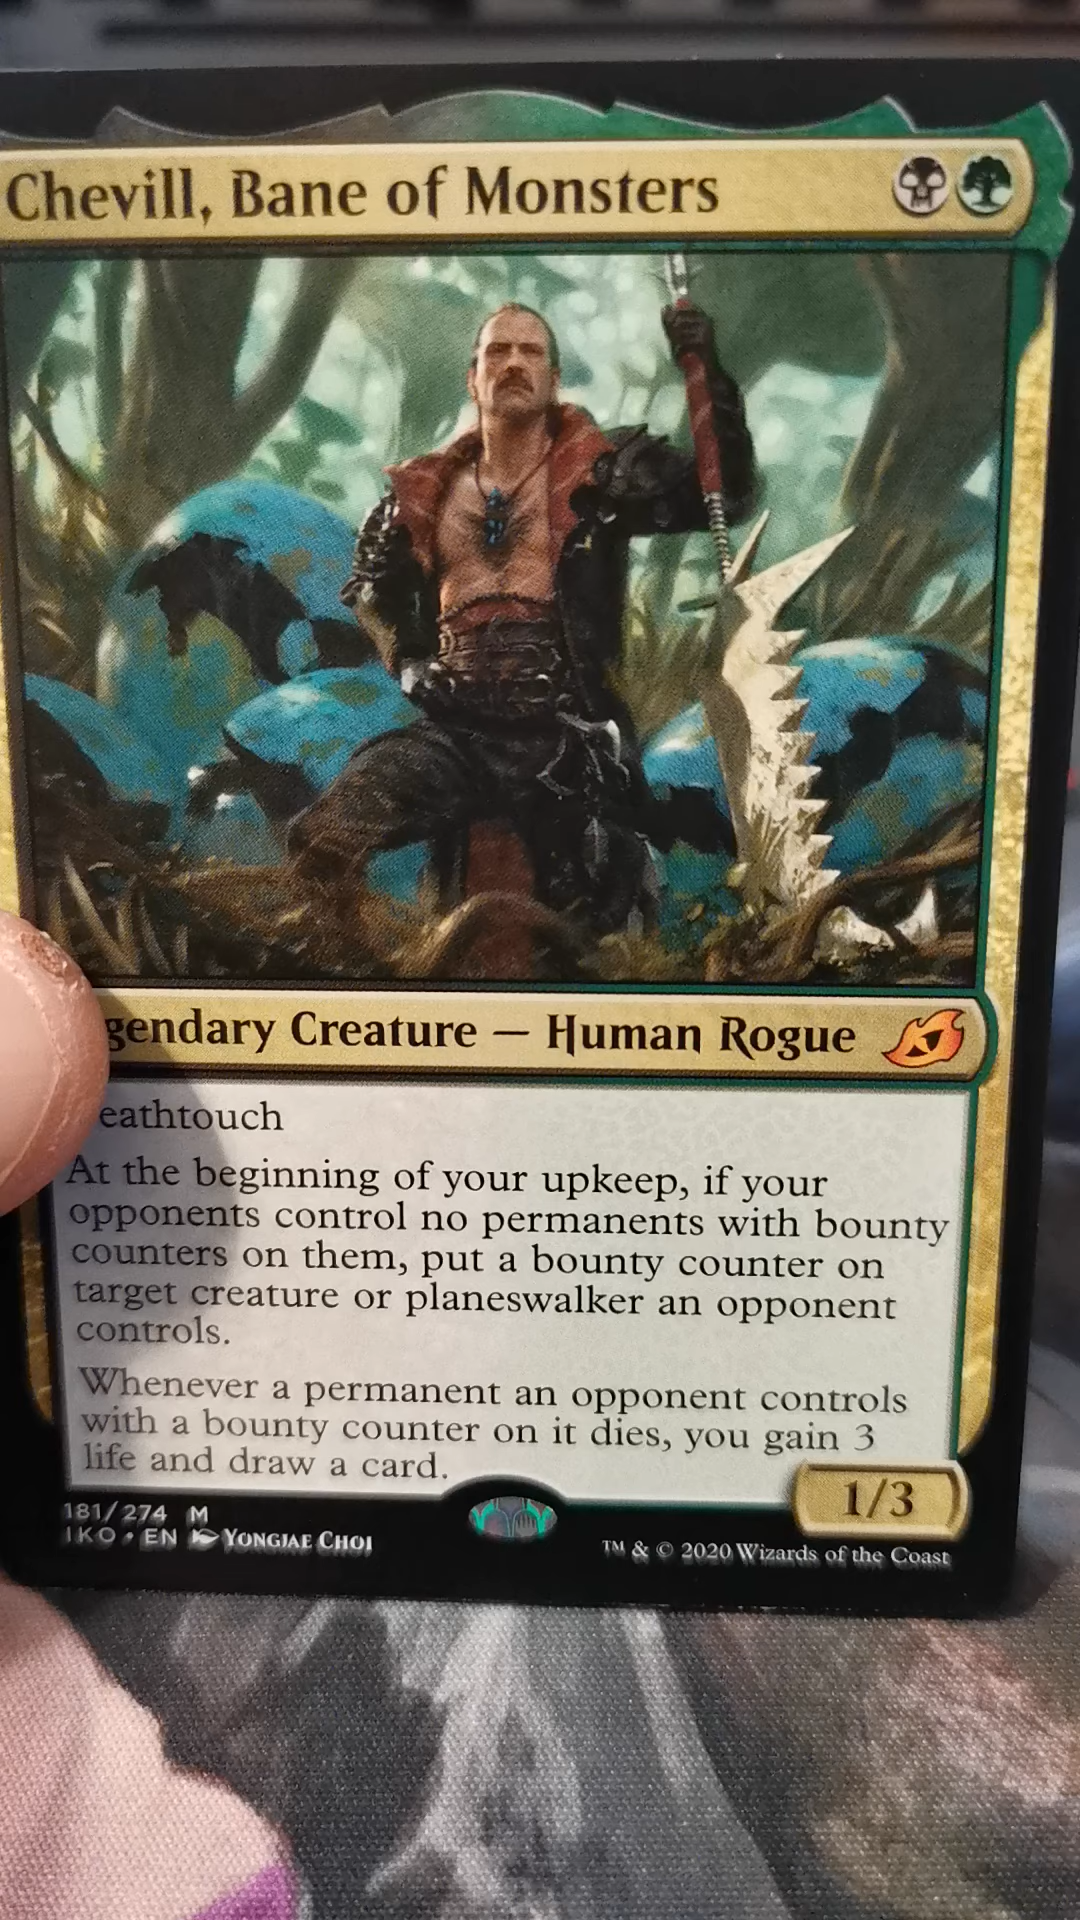 Chevill, Bane of Monsters
gendary Creature — Human Rogue
eathtouch
At the beginning of your upkeep, if your
opponents control no permanents with bounty
counters on them, put a bounty counter on
target creature or planeswalker an opponent
controls.
Whenever a permanent an opponent controls
with a bounty counter on it dies, you gain 3
life and draw a card.
1/3
181/274 M
IKO • EN Yongjae Choi
™ & © 2020 Wizards of the Coast